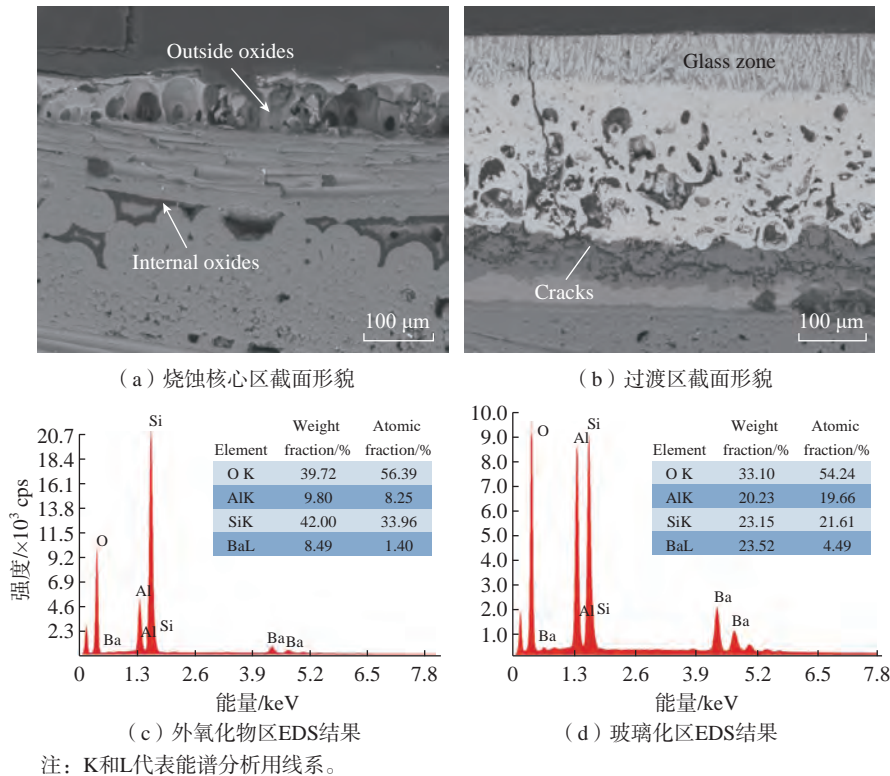 Outside oxides
Internal oxides
100 μm
Glass zone
Cracks
100 μm
（a）烧蚀核心区截面形貌
（b）过渡区截面形貌
强度/×10³ cps
20.7
18.4
16.1
13.8
11.5
9.2
6.9
4.6
2.3
Si
O
Al
Al
Si
Ba
Ba
Ba
Weight Atomic
Element fraction/% fraction/%
O K 39.72 56.39
AlK 9.80 8.25
SiK 42.00 33.96
BaL 8.49 1.40
0 1.3 2.6 3.9 5.2 6.5 7.8
能量/keV
（c）外氧化物区EDS结果
10.0
9.0
8.0
7.0
6.0
5.0
4.0
3.0
2.0
1.0
O
Al
Si
Al
Si
Ba
Ba
Ba
Weight Atomic
Element fraction/% fraction/%
O K 33.10 54.24
AlK 20.23 19.66
SiK 23.15 21.61
BaL 23.52 4.49
0 1.3 2.6 3.9 5.2 6.5 7.8
能量/keV
（d）玻璃化区EDS结果
注：K和L代表能谱分析用线系。